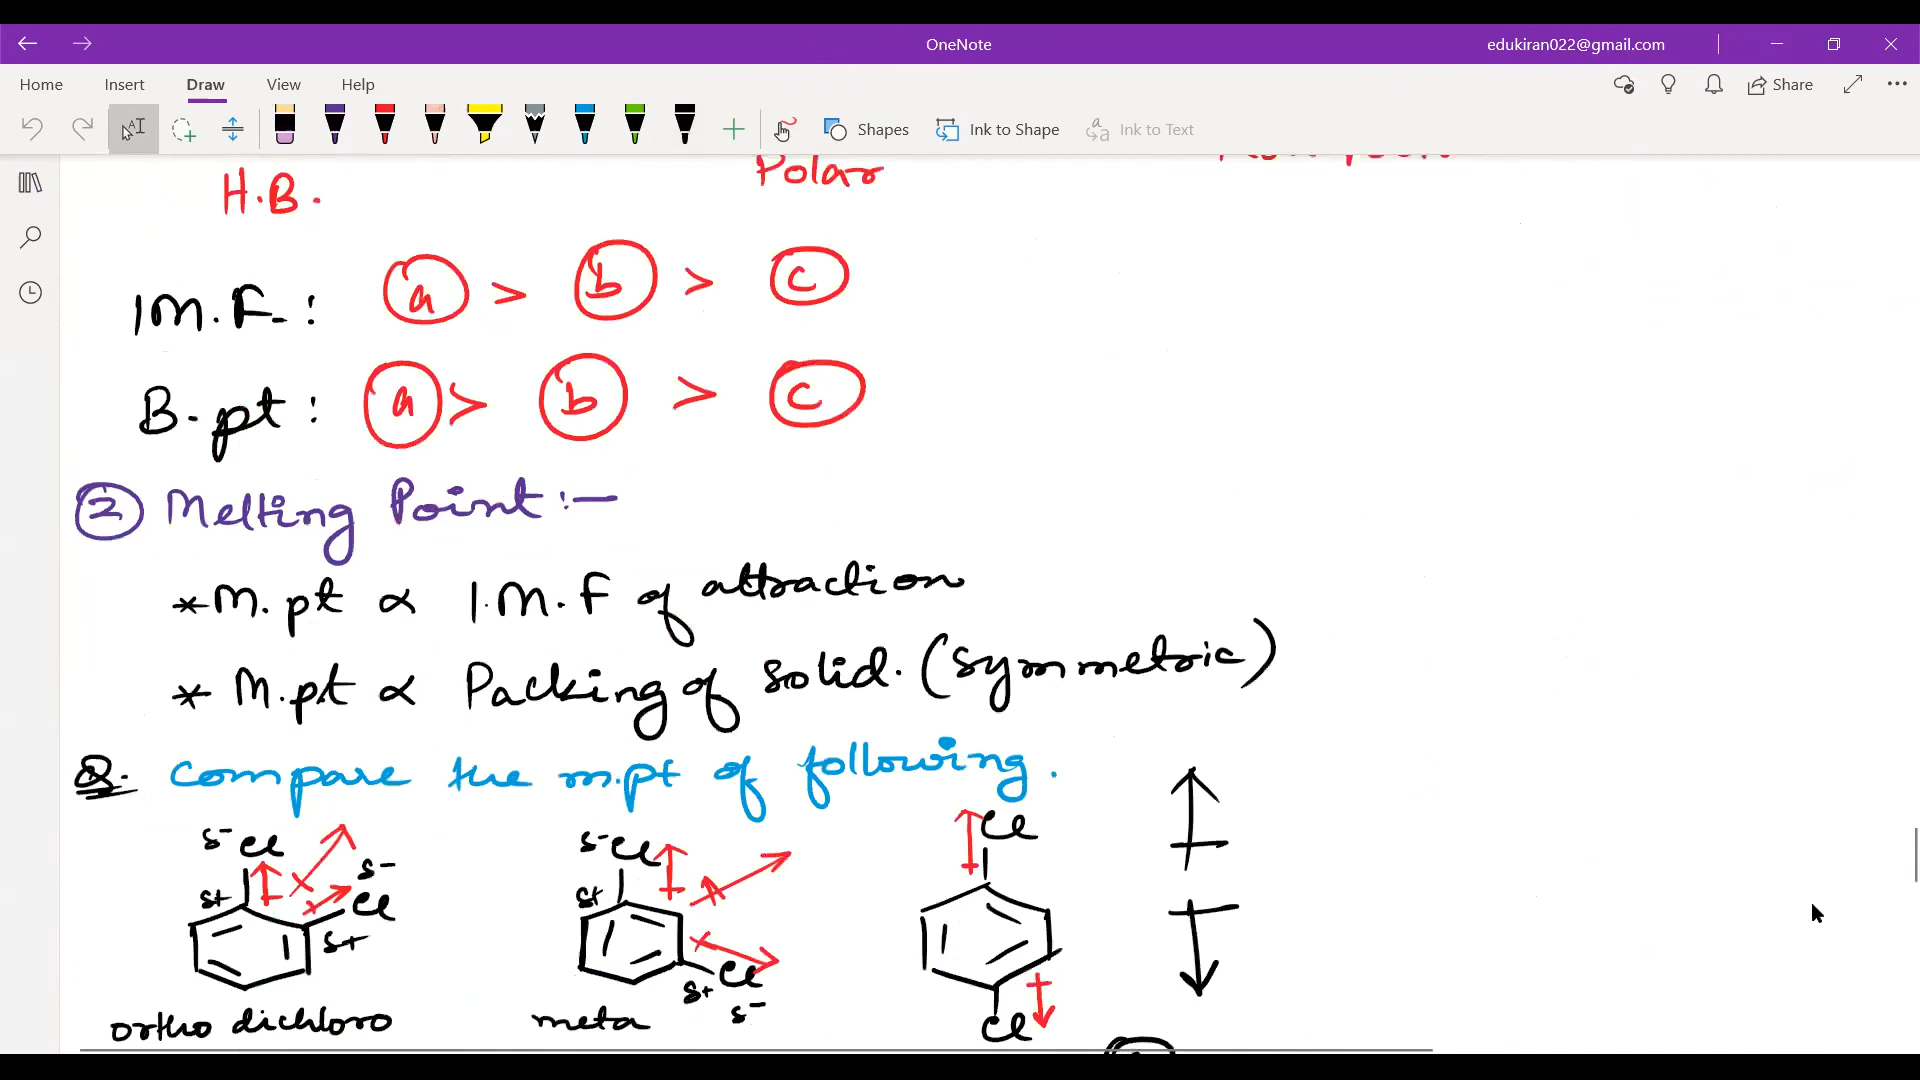 OneNote
edukiran022@gmail.com
Home Insert Draw View Help
Share
Shapes Ink to Shape Ink to Text
H.B.
Polar
I.M.F. : a > b > c
B.pt : a > b > c
② Melting Point :-
* M.pt ∝ I.M.F of attraction
* M.pt ∝ Packing of solid. (symmetric)
Q. Compare the m.pt of following.
δ- Cl δ- Cl Cl
δ-
δ+ Cl δ+
δ+
δ+ Cl
δ-
Cl
ortho dichloro meta